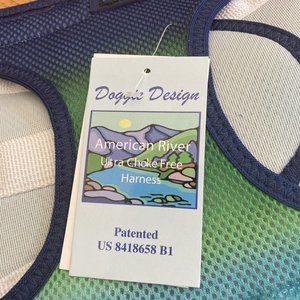 Doggie Design
American River
Ultra Choke Free
Harness
Patented
US 8418658 B1